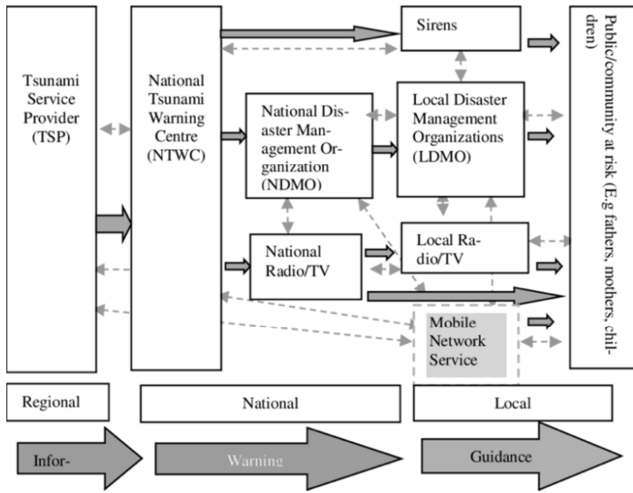 Tsunami
Service
Provider
(TSP)
National
Tsunami
Warning
Centre
(NTWC)
National Dis-
aster Man-
agement Or-
ganization
(NDMO)
National
Radio/TV
Sirens
Local Disaster
Management
Organizations
(LDMO)
Local Ra-
dio/TV
Mobile
Network
Service
Public/community at risk (E.g fathers, mothers, chil-
dren)
Regional
National
Local
Infor-
Warning
Guidance